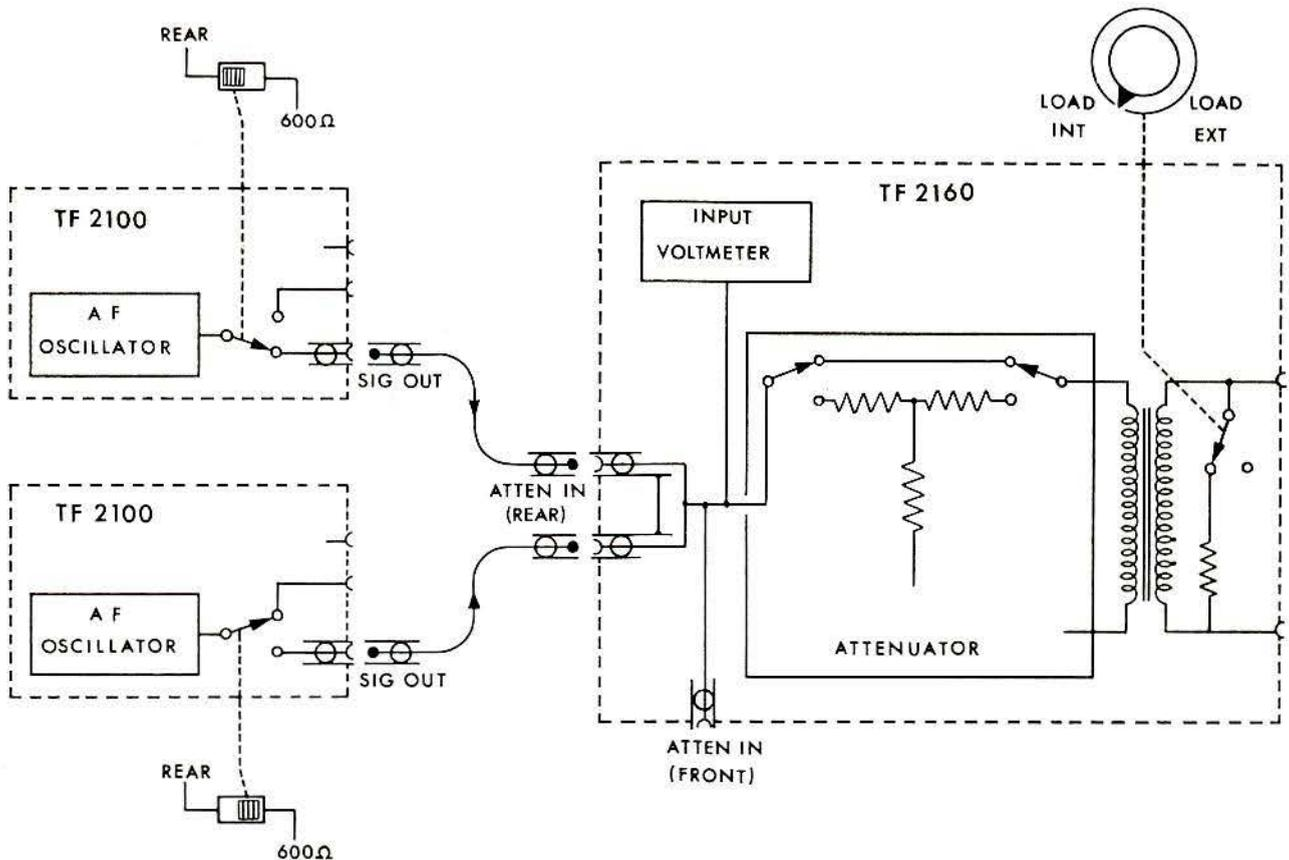 REAR
600Ω
LOAD
INT
LOAD
EXT
TF 2100
A F
OSCILLATOR
SIG OUT
TF 2160
INPUT
VOLTMETER
ATTEN IN
(REAR)
TF 2100
A F
OSCILLATOR
SIG OUT
ATTENUATOR
ATTEN IN
(FRONT)
REAR
600Ω